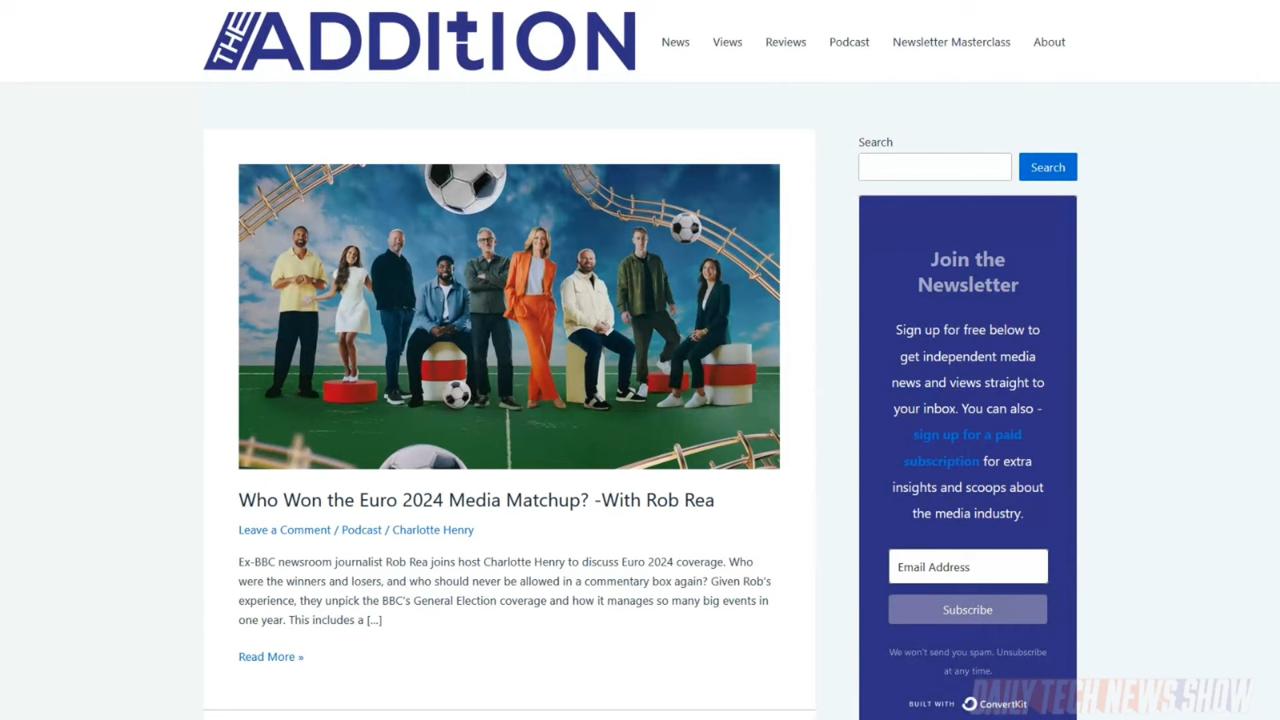 THE ADDITION
News Views Reviews Podcast Newsletter Masterclass About
Search
Search
Join the
Newsletter
Sign up for free below to
get independent media
news and views straight to
your inbox. You can also -
sign up for a paid
subscription for extra
insights and scoops about
the media industry.
Email Address
Subscribe
We won't send you spam. Unsubscribe
at any time.
BUILT WITH ConvertKit
Who Won the Euro 2024 Media Matchup? -With Rob Rea
Leave a Comment / Podcast / Charlotte Henry
Ex-BBC newsroom journalist Rob Rea joins host Charlotte Henry to discuss Euro 2024 coverage. Who
were the winners and losers, and who should never be allowed in a commentary box again? Given Rob's
experience, they unpick the BBC's General Election coverage and how it manages so many big events in
one year. This includes a [...]
Read More »
DAILY TECH NEWS SHOW